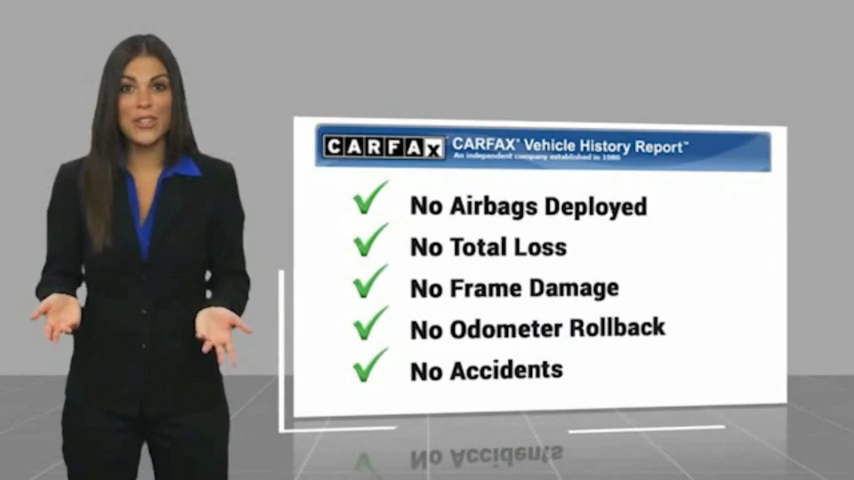 CARFAX CARFAX® Vehicle History Report™
An independent company established in 1986
No Airbags Deployed
No Total Loss
No Frame Damage
No Odometer Rollback
No Accidents
No Accidents